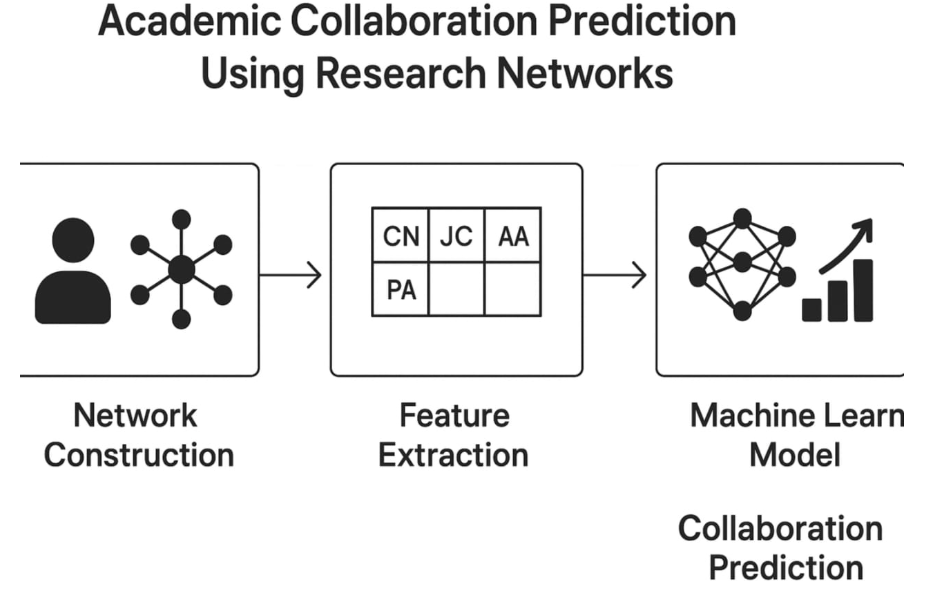 Academic Collaboration Prediction
Using Research Networks
CN JC AA
PA
Network
Construction
Feature
Extraction
Machine Learn
Model
Collaboration
Prediction